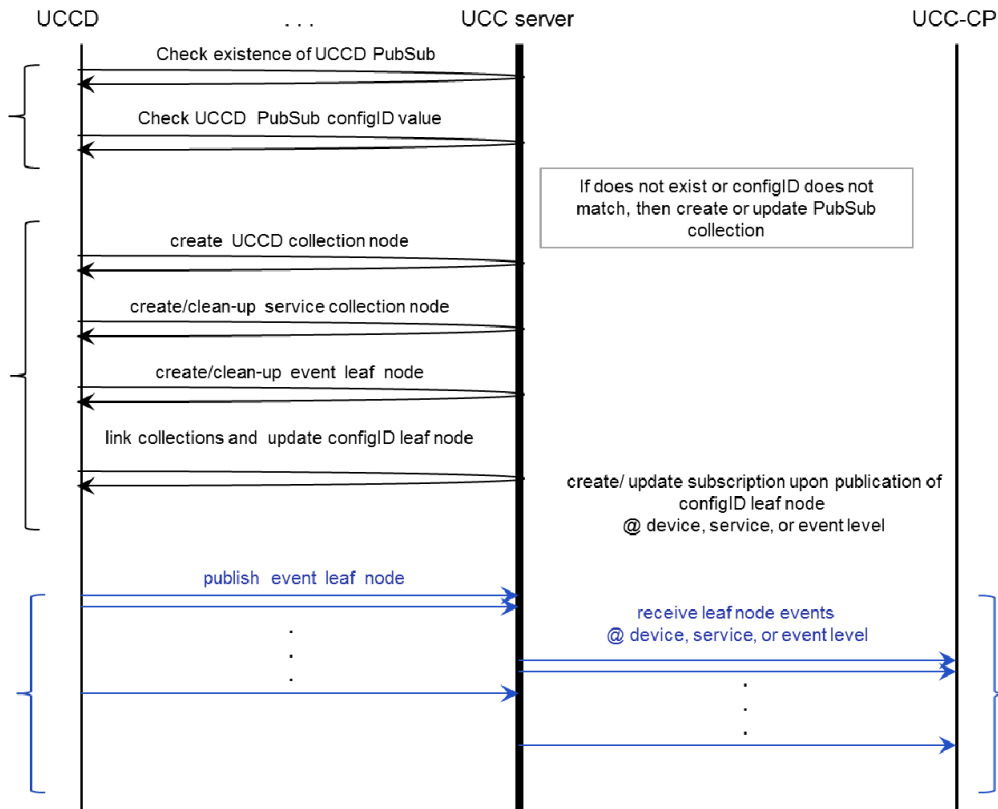 UCCD . . . UCC server UCC-CP
Check existence of UCCD PubSub
Check UCCD PubSub configID value
If does not exist or configID does not
match, then create or update PubSub
collection
create UCCD collection node
create/clean-up service collection node
create/clean-up event leaf node
link collections and update configID leaf node
create/ update subscription upon publication of
configID leaf node
@ device, service, or event level
publish event leaf node
receive leaf node events
@ device, service, or event level